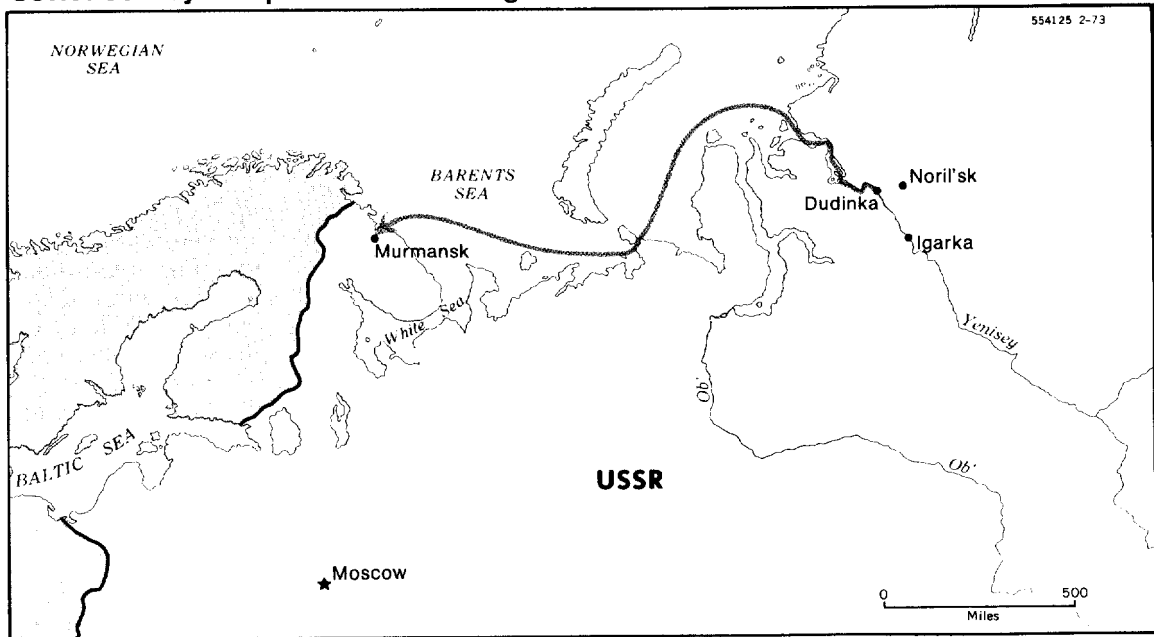 554125 2-73
NORWEGIAN
SEA
BARENTS
SEA
Noril'sk
Dudinka
Murmansk
Igarka
White Sea
Yenisey
Ob'
BALTIC SEA
Ob'
USSR
Moscow
0 500
Miles